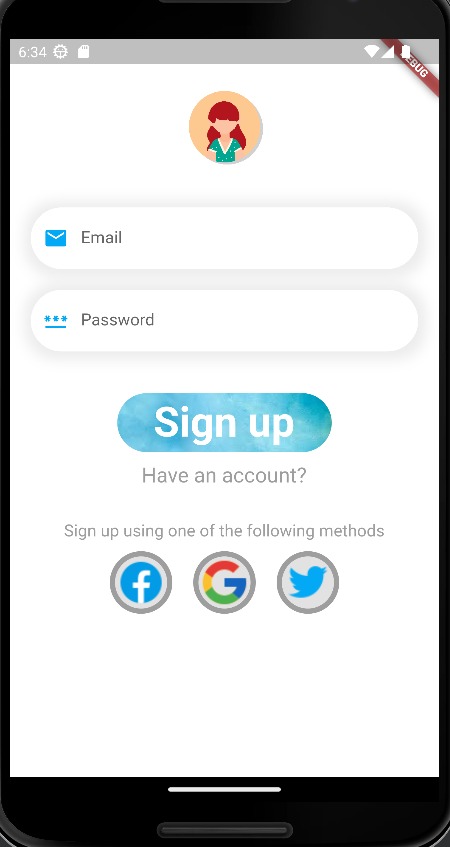 6:34
DEBUG
Email
*** Password
Sign up
Have an account?
Sign up using one of the following methods
f G